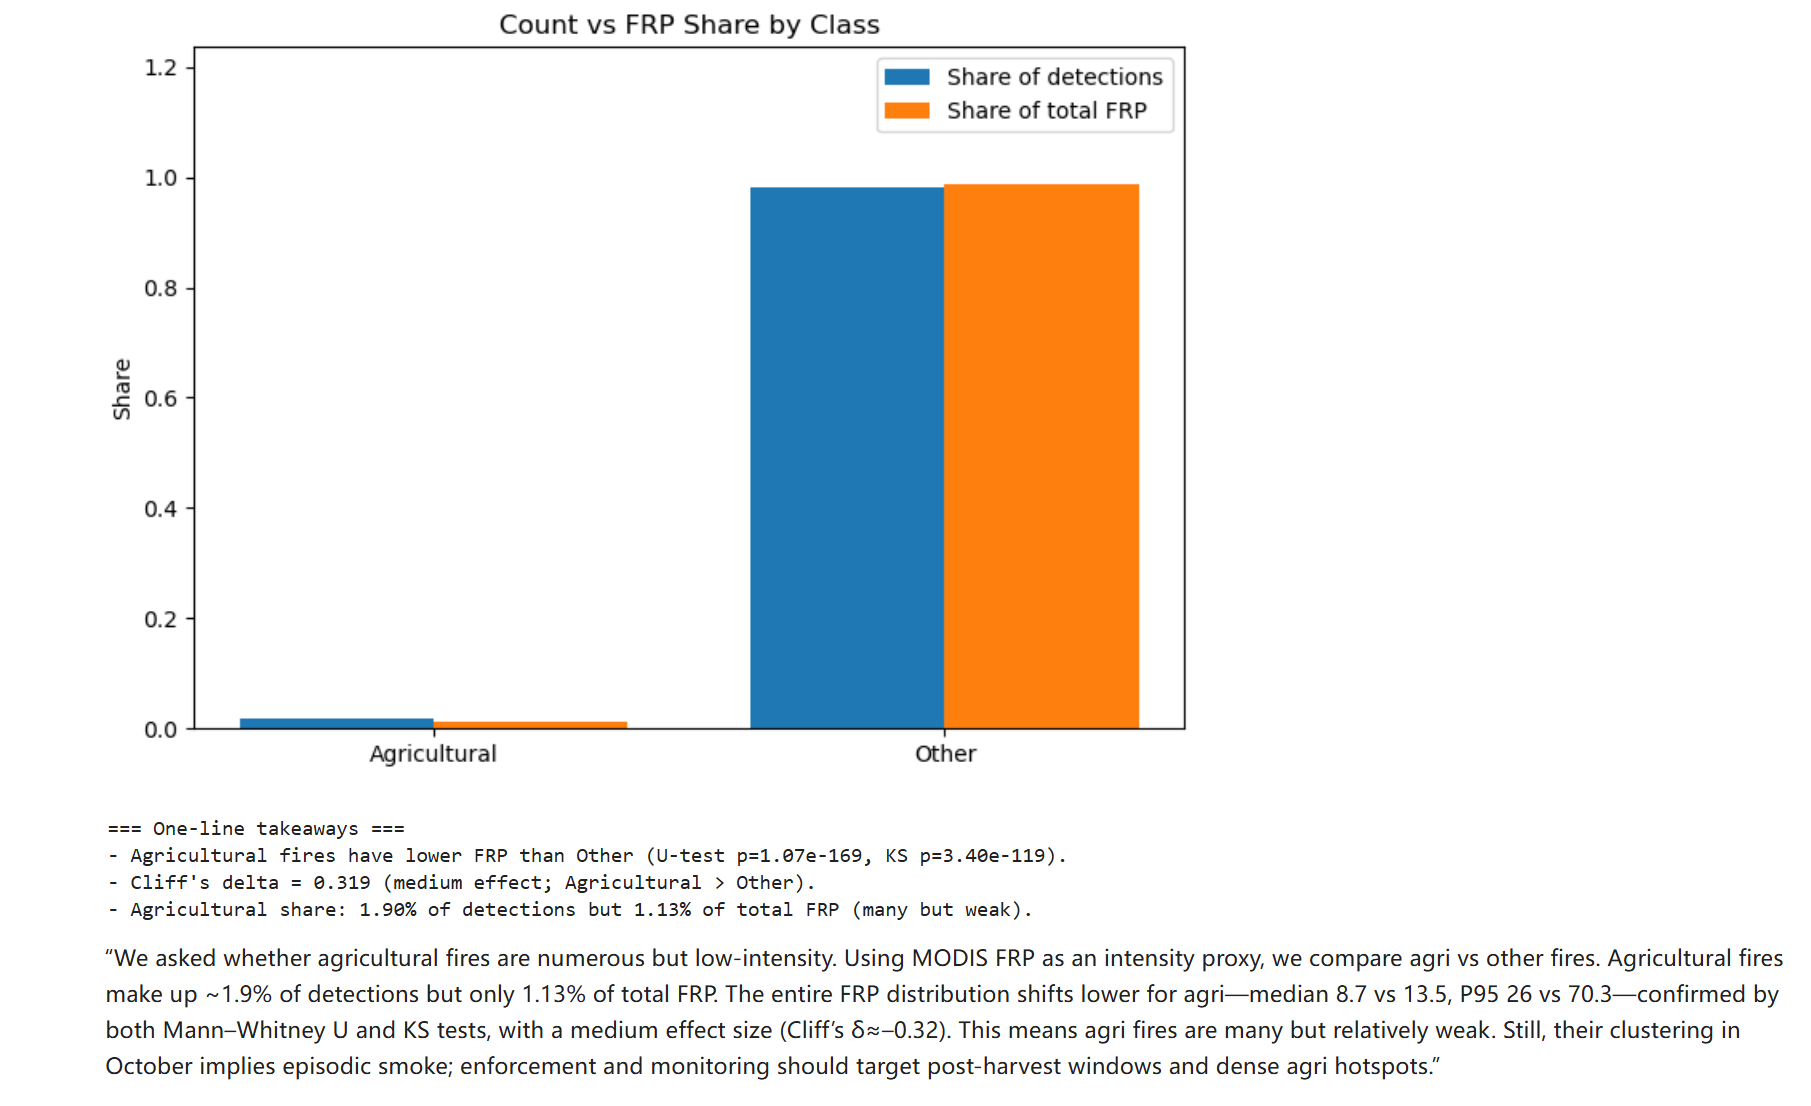 Count vs FRP Share by Class
1.2
1.0
0.8
0.6
0.4
0.2
0.0
Share
Share of detections
Share of total FRP
Agricultural
Other
=== One-line takeaways ===
- Agricultural fires have lower FRP than Other (U-test p=1.07e-169, KS p=3.40e-119).
- Cliff's delta = 0.319 (medium effect; Agricultural > Other).
- Agricultural share: 1.90% of detections but 1.13% of total FRP (many but weak).
“We asked whether agricultural fires are numerous but low-intensity. Using MODIS FRP as an intensity proxy, we compare agri vs other fires. Agricultural fires
make up ~1.9% of detections but only 1.13% of total FRP. The entire FRP distribution shifts lower for agri—median 8.7 vs 13.5, P95 26 vs 70.3—confirmed by
both Mann–Whitney U and KS tests, with a medium effect size (Cliff’s δ≈–0.32). This means agri fires are many but relatively weak. Still, their clustering in
October implies episodic smoke; enforcement and monitoring should target post-harvest windows and dense agri hotspots.”